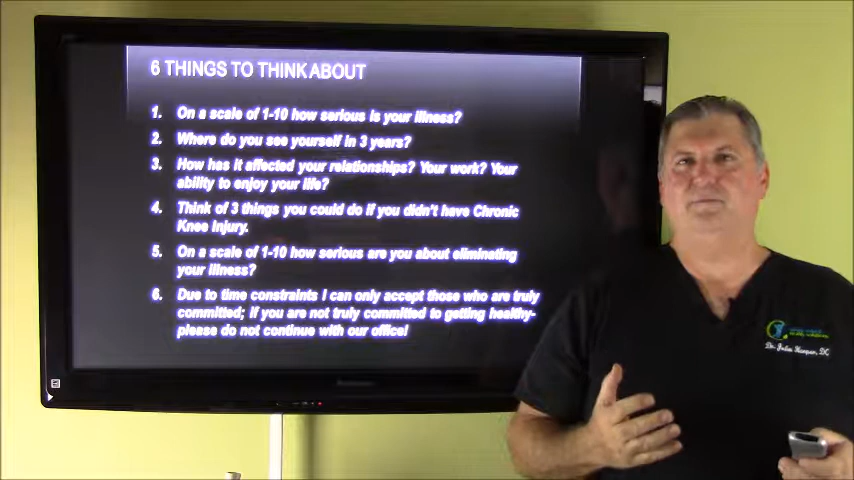 6 THINGS TO THINK ABOUT
1. On a scale of 1-10 how serious is your illness?
2. Where do you see yourself in 3 years?
3. How has it affected your relationships? Your work? Your
ability to enjoy your life?
4. Think of 3 things you could do if you didn't have Chronic
Knee Injury.
5. On a scale of 1-10 how serious are you about eliminating
your illness?
6. Due to time constraints I can only accept those who are truly
committed; if you are not truly committed to getting healthy-
please do not continue with our office!